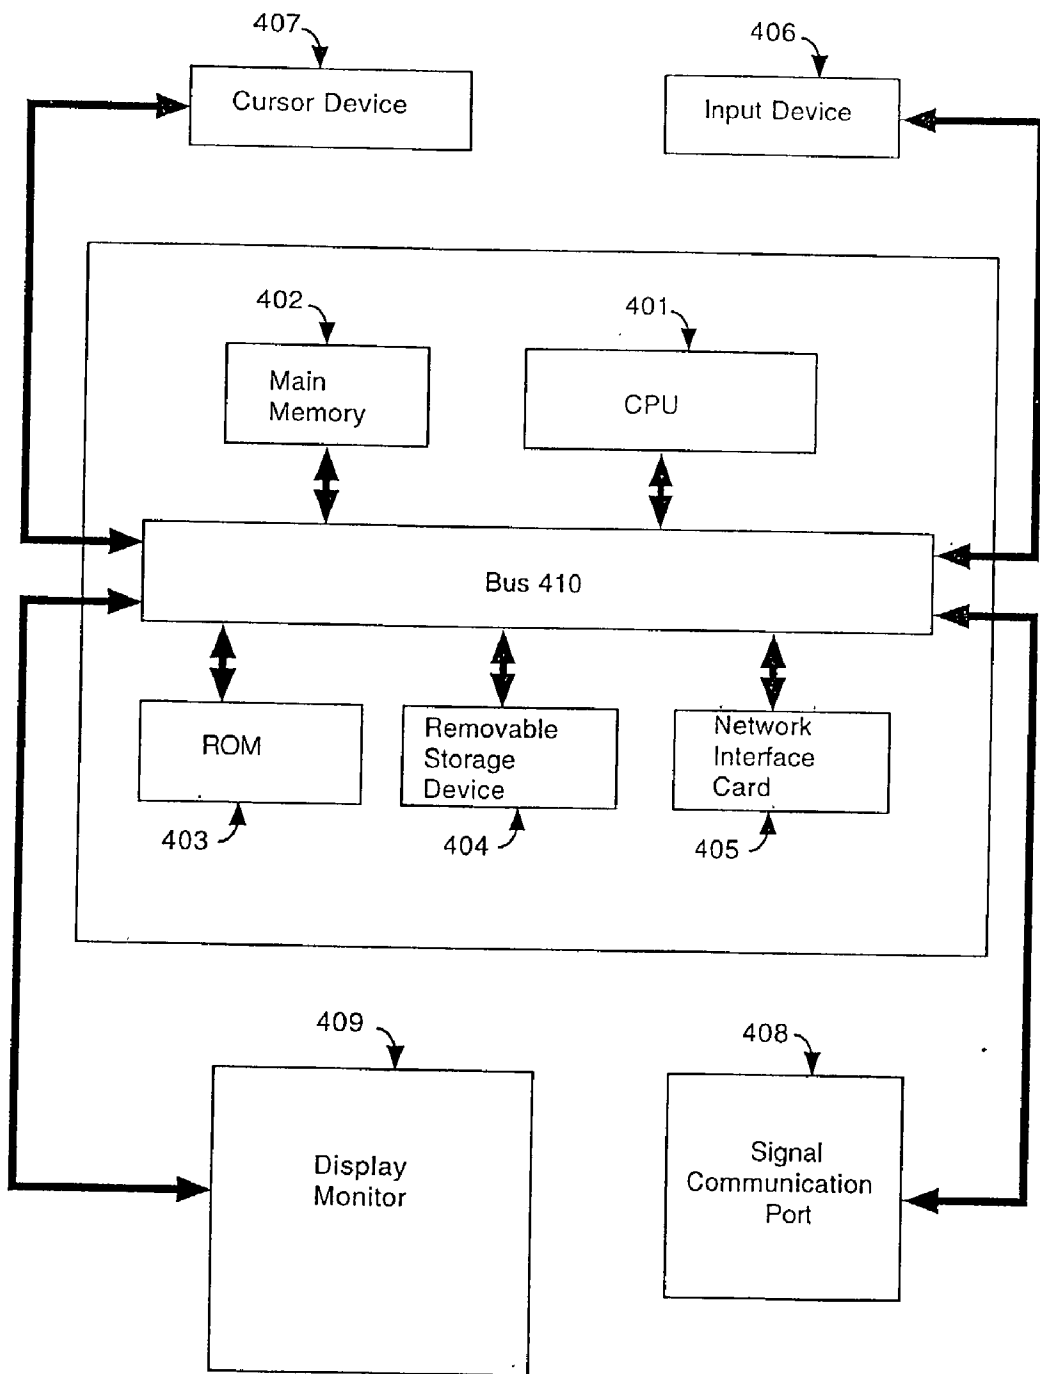 407
Cursor Device
406
Input Device
402
Main
Memory
401
CPU
Bus 410
ROM
403
Removable
Storage
Device
404
Network
Interface
Card
405
409
Display
Monitor
408
Signal
Communication
Port